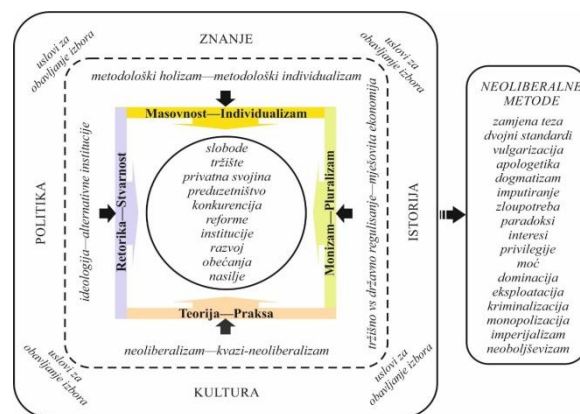 ZNANJE
uslovi za
obavljanje izbora
uslovi za
obavljanje izbora
metodološki holizam—metodološki individualizam
Masovnost—Individualizam
POLITIKA
ideologija—alternativne institucije
Retorika—Stvarnost
slobode
tržište
privatna svojina
preduzetništvo
konkurencija
reforme
institucije
razvoj
obećanja
nasilje
Monizam—Pluralizam
tržišno vs državno regulisanje—mješovita ekonomija
ISTORIJA
Teorija—Praksa
neoliberalizam—kvazi-neoliberalizam
uslovi za
obavljanje izbora
uslovi za
obavljanje izbora
KULTURA
NEOLIBERALNE
METODE
zamjena teza
dvojni standardi
vulgarizacija
apologetika
dogmatizam
imputiranje
zloupotreba
paradoksi
interesi
privilegije
moć
dominacija
eksploatacija
kriminalizacija
monopolizacija
imperijalizam
neoboljševizam